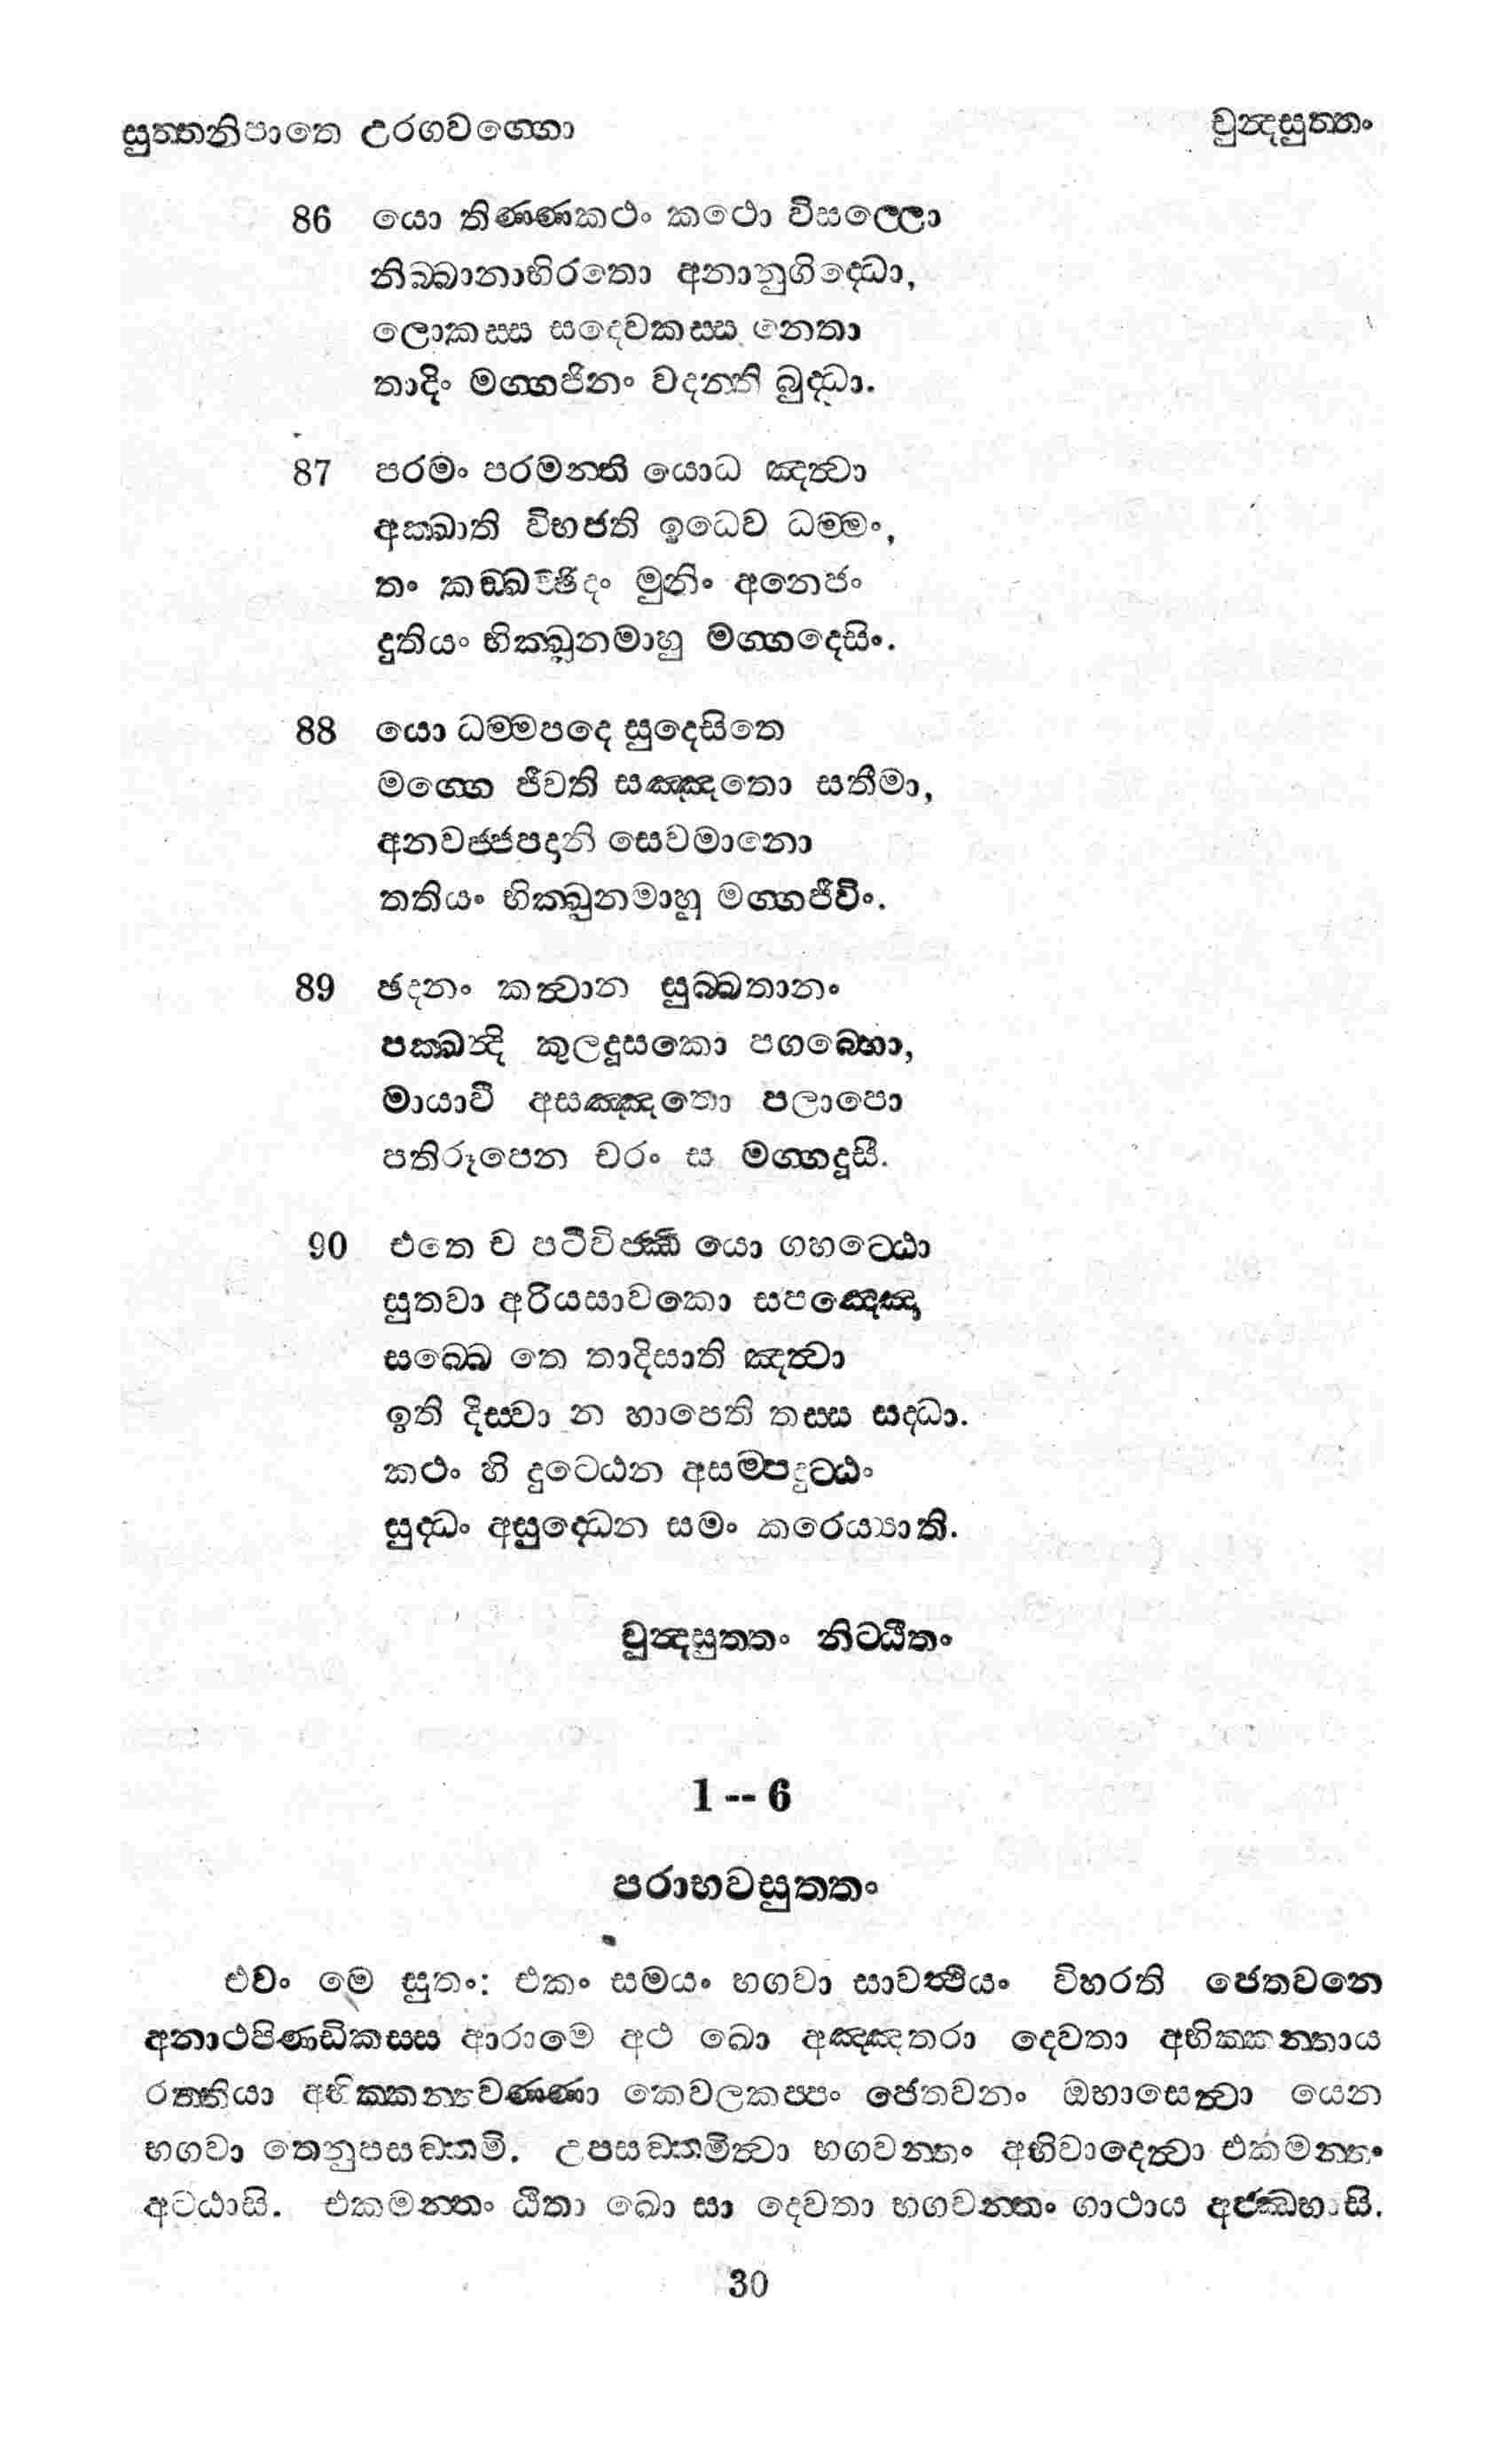 සුත්තනිපාතෙ උරගවග්ගො
චුන්දසුත්තං
86 යො තිණ්ණකථං කථො විසල්ලො
නිබ්බානාභිරතො අනානුගිද්ධො,
ලොකස්ස සදෙවකස්ස නෙතා
තාදිං මග්ගජිනං වදන්ති බුද්ධා.
87 පරමං පරමන්ති යොධ ඤත්වා
අක්ඛාති විභජති ඉධෙව ධම්මං,
තං කඞ්ඛච්ඡිදං මුනිං අනෙජං
දුතියං භික්ඛූනමාහු මග්ගදෙසිං.
88 යො ධම්මපදෙ සුදෙසිතෙ
මග්ගෙ ජීවති සඤ්ඤතො සතීමා,
අනවජ්ජපදානි සෙවමානො
තතියං භික්ඛුනමාහු මග්ගජීවිං.
89 ඡදනං කත්වාන සුබ්බතානං
පක්ඛන්දි කුලදූසකො පගබ්භො,
මායාවී අසඤ්ඤතො පලාපො
පතිරූපෙන චරං ස මග්ගදූසී.
90 එතෙ ච පටිවිජ්ඣි යො ගහට්ඨො
සුතවා අරියසාවකො සපඤ්ඤො
සබ්බෙ තෙ තාදිසාති ඤත්වා
ඉති දිස්වා න හාපෙති තස්ස සද්ධා.
කථං හි දුට්ඨෙන අසම්පදුට්ඨං
සුද්ධං අසුද්ධෙන සමං කරෙය්‍යාති.
චුන්දසුත්තං නිට්ඨිතං
1 -- 6
පරාභවසුත්තං
එවං මෙ සුතං: එකං සමයං භගවා සාවත්ථියං විහරති ජෙතවනෙ
අනාථපිණ්ඩිකස්ස ආරාමෙ අථ ඛො අඤ්ඤතරා දෙවතා අභික්කන්තාය
රත්තියා අභික්කන්තවණ්ණා කෙවලකප්පං ජෙතවනං ඔභාසෙත්වා යෙන
භගවා තෙනුපසඞ්කමි. උපසඞ්කමිත්වා භගවන්තං අභිවාදෙත්වා එකමන්තං
අට්ඨාසි. එකමන්තං ඨිතා ඛො සා දෙවතා භගවන්තං ගාථාය අජ්ඣභාසි.
30